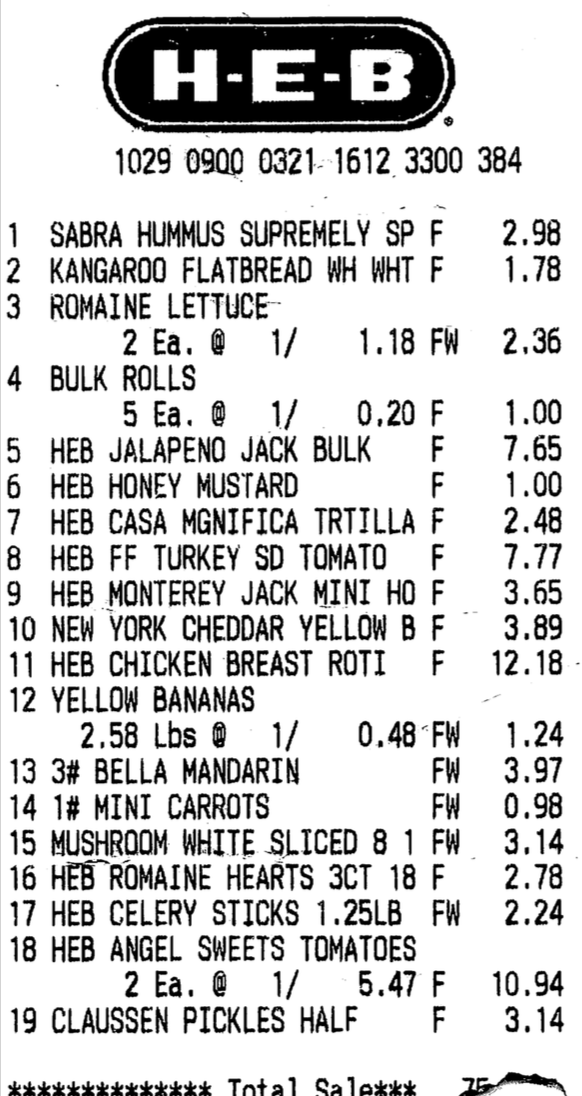 H-E-B
1029 0900 0321 1612 3300 384
1 SABRA HUMMUS SUPREMELY SP F 2.98
2 KANGAROO FLATBREAD WH WHT F 1.78
3 ROMAINE LETTUCE
2 Ea. @ 1/ 1.18 FW 2.36
4 BULK ROLLS
5 Ea. @ 1/ 0.20 F 1.00
5 HEB JALAPENO JACK BULK F 7.65
6 HEB HONEY MUSTARD F 1.00
7 HEB CASA MGNIFICA TRTILLA F 2.48
8 HEB FF TURKEY SD TOMATO F 7.77
9 HEB MONTEREY JACK MINI HO F 3.65
10 NEW YORK CHEDDAR YELLOW B F 3.89
11 HEB CHICKEN BREAST ROTI F 12.18
12 YELLOW BANANAS
2.58 Lbs @ 1/ 0.48 FW 1.24
13 3# BELLA MANDARIN FW 3.97
14 1# MINI CARROTS FW 0.98
15 MUSHROOM WHITE SLICED 8 1 FW 3.14
16 HEB ROMAINE HEARTS 3CT 18 F 2.78
17 HEB CELERY STICKS 1.25LB FW 2.24
18 HEB ANGEL SWEETS TOMATOES
2 Ea. @ 1/ 5.47 F 10.94
19 CLAUSSEN PICKLES HALF F 3.14
************** Total Sale***